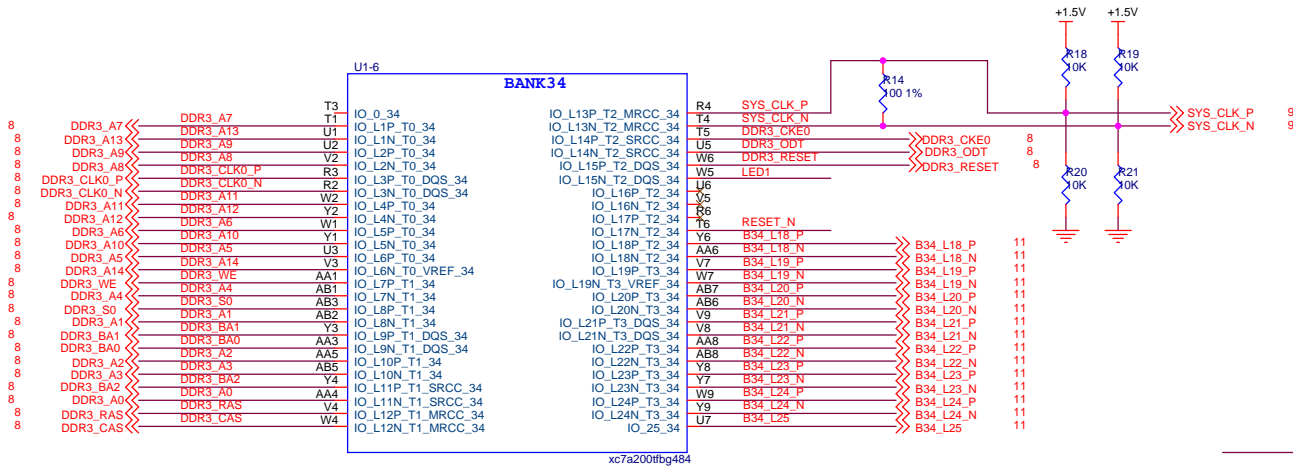 +1.5V +1.5V
U1-6
BANK34
R18 10K R19 10K
R14 100 1%
R20 10K R21 10K
T3 IO_0_34
8 DDR3_A7 DDR3_A7 T1 IO_L1P_T0_34
8 DDR3_A13 DDR3_A13 U1 IO_L1N_T0_34
8 DDR3_A9 DDR3_A9 U2 IO_L2P_T0_34
8 DDR3_A8 DDR3_A8 V2 IO_L2N_T0_34
8 DDR3_CLK0_P DDR3_CLK0_P R3 IO_L3P_T0_DQS_34
8 DDR3_CLK0_N DDR3_CLK0_N R2 IO_L3N_T0_DQS_34
8 DDR3_A11 DDR3_A11 W2 IO_L4P_T0_34
8 DDR3_A12 DDR3_A12 Y2 IO_L4N_T0_34
8 DDR3_A6 DDR3_A6 W1 IO_L5P_T0_34
8 DDR3_A10 DDR3_A10 Y1 IO_L5N_T0_34
8 DDR3_A5 DDR3_A5 U3 IO_L6P_T0_34
8 DDR3_A14 DDR3_A14 V3 IO_L6N_T0_VREF_34
8 DDR3_WE DDR3_WE AA1 IO_L7P_T1_34
8 DDR3_A4 DDR3_A4 AB1 IO_L7N_T1_34
8 DDR3_S0 DDR3_S0 AB3 IO_L8P_T1_34
8 DDR3_A1 DDR3_A1 AB2 IO_L8N_T1_34
8 DDR3_BA1 DDR3_BA1 Y3 IO_L9P_T1_DQS_34
8 DDR3_BA0 DDR3_BA0 AA3 IO_L9N_T1_DQS_34
8 DDR3_A2 DDR3_A2 AA5 IO_L10P_T1_34
8 DDR3_A3 DDR3_A3 AB5 IO_L10N_T1_34
8 DDR3_BA2 DDR3_BA2 Y4 IO_L11P_T1_SRCC_34
8 DDR3_A0 DDR3_A0 AA4 IO_L11N_T1_SRCC_34
8 DDR3_RAS DDR3_RAS V4 IO_L12P_T1_MRCC_34
8 DDR3_CAS DDR3_CAS W4 IO_L12N_T1_MRCC_34
IO_L13P_T2_MRCC_34 R4 SYS_CLK_P SYS_CLK_P 9
IO_L13N_T2_MRCC_34 T4 SYS_CLK_N SYS_CLK_N 9
IO_L14P_T2_SRCC_34 T5 DDR3_CKE0 DDR3_CKE0 8
IO_L14N_T2_SRCC_34 U5 DDR3_ODT DDR3_ODT 8
IO_L15P_T2_DQS_34 W6 DDR3_RESET DDR3_RESET 8
IO_L15N_T2_DQS_34 W5 LED1
IO_L16P_T2_34 U6
IO_L16N_T2_34 V5
IO_L17P_T2_34 R6
IO_L17N_T2_34 T6 RESET_N
IO_L18P_T2_34 Y6 B34_L18_P B34_L18_P 11
IO_L18N_T2_34 AA6 B34_L18_N B34_L18_N 11
IO_L19P_T3_34 V7 B34_L19_P B34_L19_P 11
IO_L19N_T3_VREF_34 W7 B34_L19_N B34_L19_N 11
IO_L20P_T3_34 AB7 B34_L20_P B34_L20_P 11
IO_L20N_T3_34 AB6 B34_L20_N B34_L20_N 11
IO_L21P_T3_DQS_34 V9 B34_L21_P B34_L21_P 11
IO_L21N_T3_DQS_34 V8 B34_L21_N B34_L21_N 11
IO_L22P_T3_34 AA8 B34_L22_P B34_L22_P 11
IO_L22N_T3_34 AB8 B34_L22_N B34_L22_N 11
IO_L23P_T3_34 Y8 B34_L23_P B34_L23_P 11
IO_L23N_T3_34 Y7 B34_L23_N B34_L23_N 11
IO_L24P_T3_34 W9 B34_L24_P B34_L24_P 11
IO_L24N_T3_34 Y9 B34_L24_N B34_L24_N 11
IO_25_34 U7 B34_L25 B34_L25 11
xc7a200tfbg484